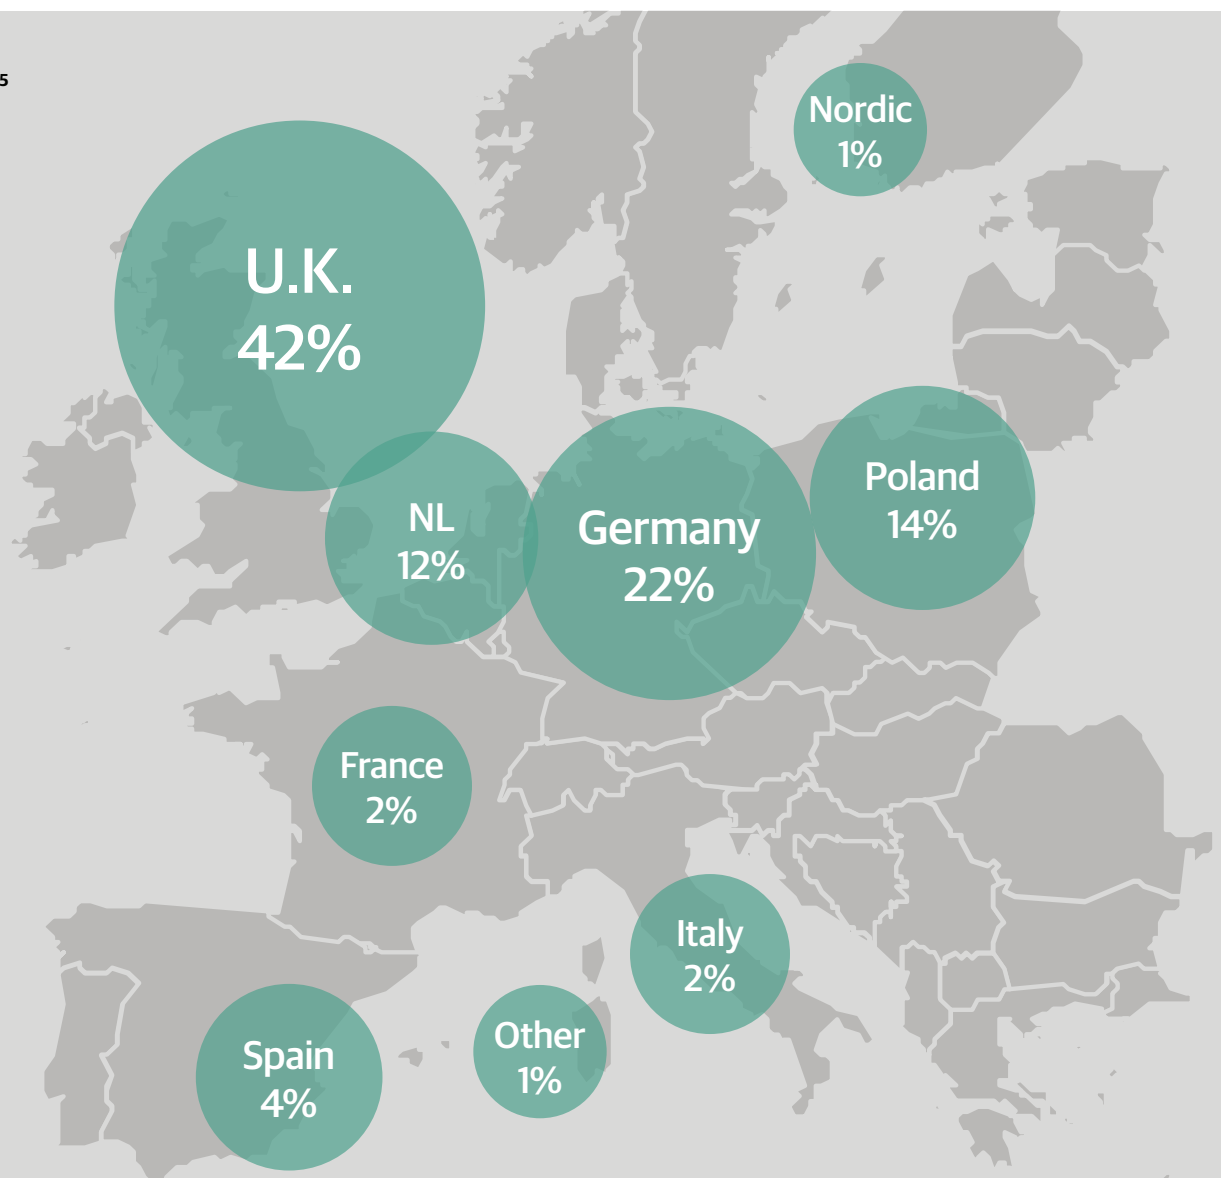 5
Nordic
1%
U.K.
42%
Poland
14%
NL
12%
Germany
22%
France
2%
Italy
2%
Other
1%
Spain
4%